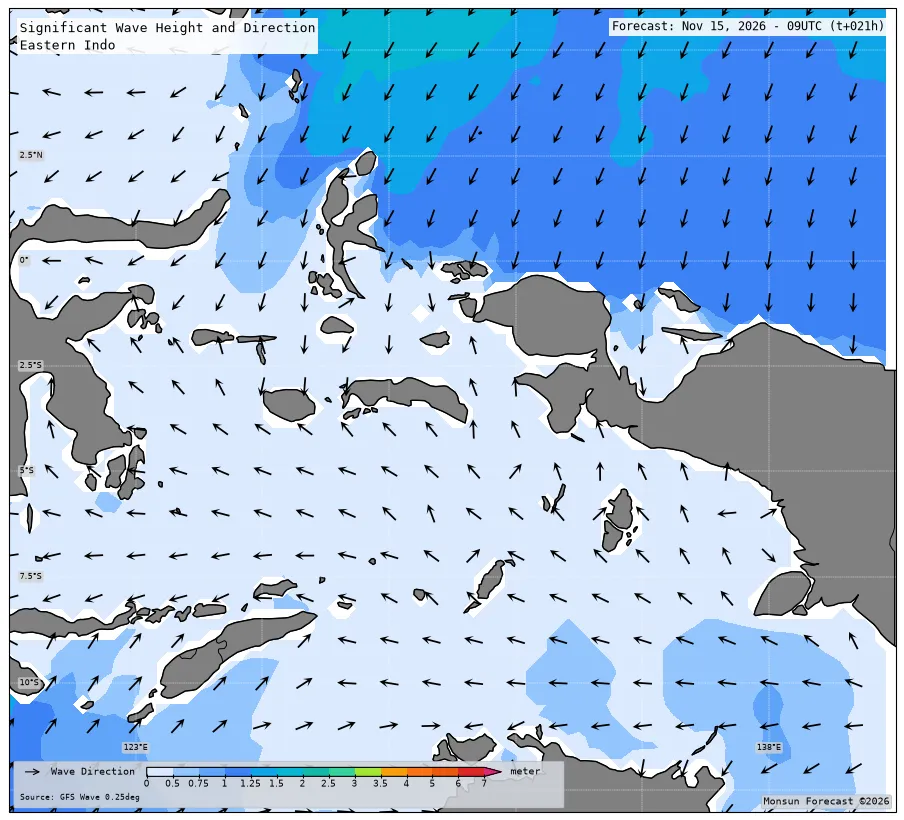 Significant Wave Height and Direction
Eastern Indo
Forecast: Nov 15, 2026 - 09UTC (t+021h)
2.5°N
0°
2.5°S
5°S
7.5°S
10°S
123°E
138°E
Wave Direction
0 0.5 0.75 1 1.25 1.5 2 2.5 3 3.5 4 5 6 7
meter
Source: GFS Wave 0.25deg
Monsun Forecast ©2026